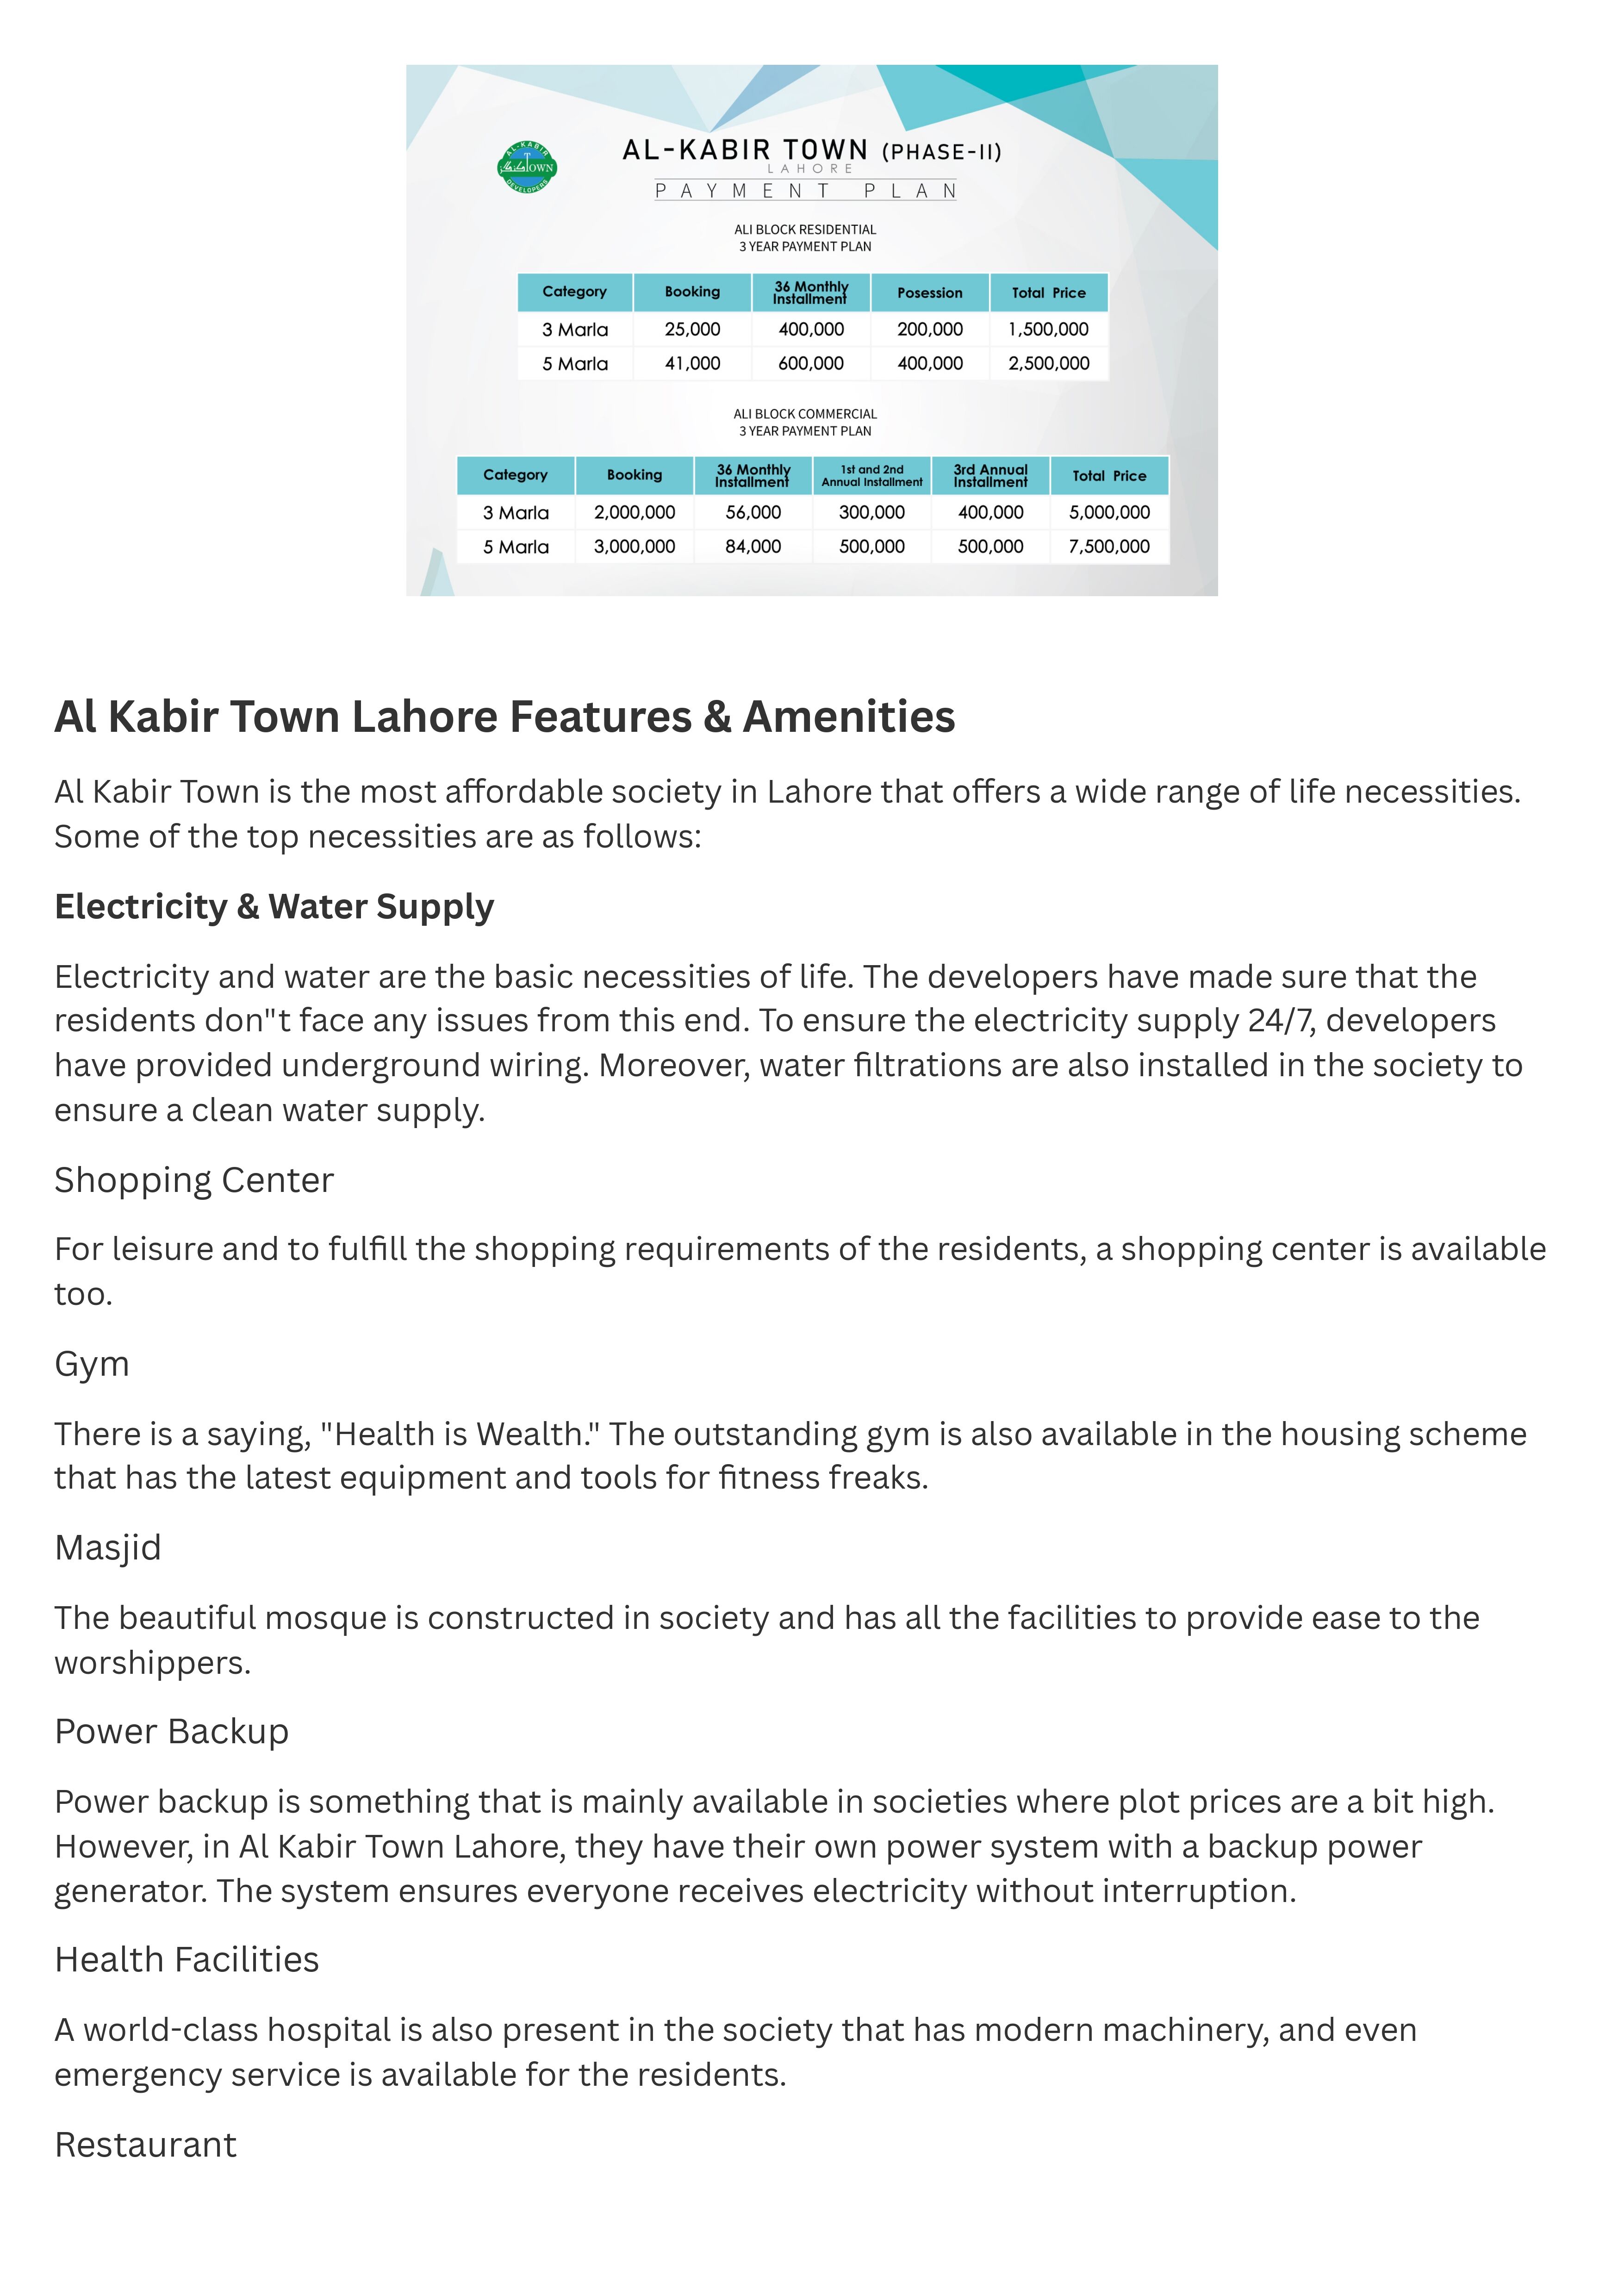 AL-KABIR
TOWN
DEVELOPERS
AL-KABIR TOWN (PHASE-II)
LAHORE
PAYMENT PLAN
ALI BLOCK RESIDENTIAL
3 YEAR PAYMENT PLAN
Category Booking 36 Monthly Installment Posession Total Price
3 Marla 25,000 400,000 200,000 1,500,000
5 Marla 41,000 600,000 400,000 2,500,000
ALI BLOCK COMMERCIAL
3 YEAR PAYMENT PLAN
Category Booking 36 Monthly Installment 1st and 2nd Annual Installment 3rd Annual Installment Total Price
3 Marla 2,000,000 56,000 300,000 400,000 5,000,000
5 Marla 3,000,000 84,000 500,000 500,000 7,500,000
Al Kabir Town Lahore Features & Amenities
Al Kabir Town is the most affordable society in Lahore that offers a wide range of life necessities.
Some of the top necessities are as follows:
Electricity & Water Supply
Electricity and water are the basic necessities of life. The developers have made sure that the
residents don"t face any issues from this end. To ensure the electricity supply 24/7, developers
have provided underground wiring. Moreover, water filtrations are also installed in the society to
ensure a clean water supply.
Shopping Center
For leisure and to fulfill the shopping requirements of the residents, a shopping center is available
too.
Gym
There is a saying, "Health is Wealth." The outstanding gym is also available in the housing scheme
that has the latest equipment and tools for fitness freaks.
Masjid
The beautiful mosque is constructed in society and has all the facilities to provide ease to the
worshippers.
Power Backup
Power backup is something that is mainly available in societies where plot prices are a bit high.
However, in Al Kabir Town Lahore, they have their own power system with a backup power
generator. The system ensures everyone receives electricity without interruption.
Health Facilities
A world-class hospital is also present in the society that has modern machinery, and even
emergency service is available for the residents.
Restaurant